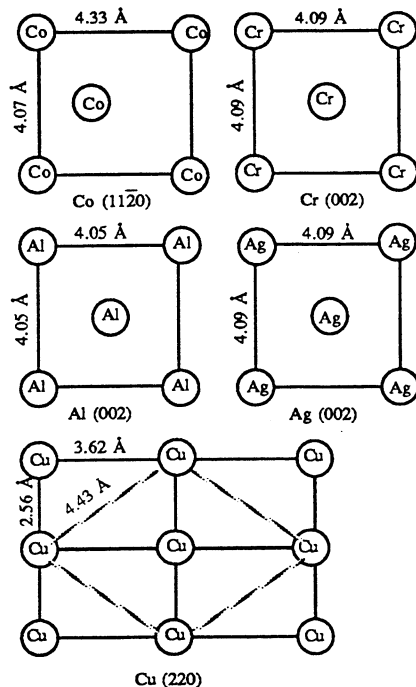 4.33 Å
Co Co
4.07 Å
Co
Co Co
Co (11$\overline{2}$0)
4.09 Å
Cr Cr
4.09 Å
Cr
Cr Cr
Cr (002)
4.05 Å
Al Al
4.05 Å
Al
Al Al
Al (002)
4.09 Å
Ag Ag
4.09 Å
Ag
Ag Ag
Ag (002)
Cu 3.62 Å Cu Cu
2.56 Å 4.43 Å
Cu Cu Cu
Cu Cu Cu
Cu (220)